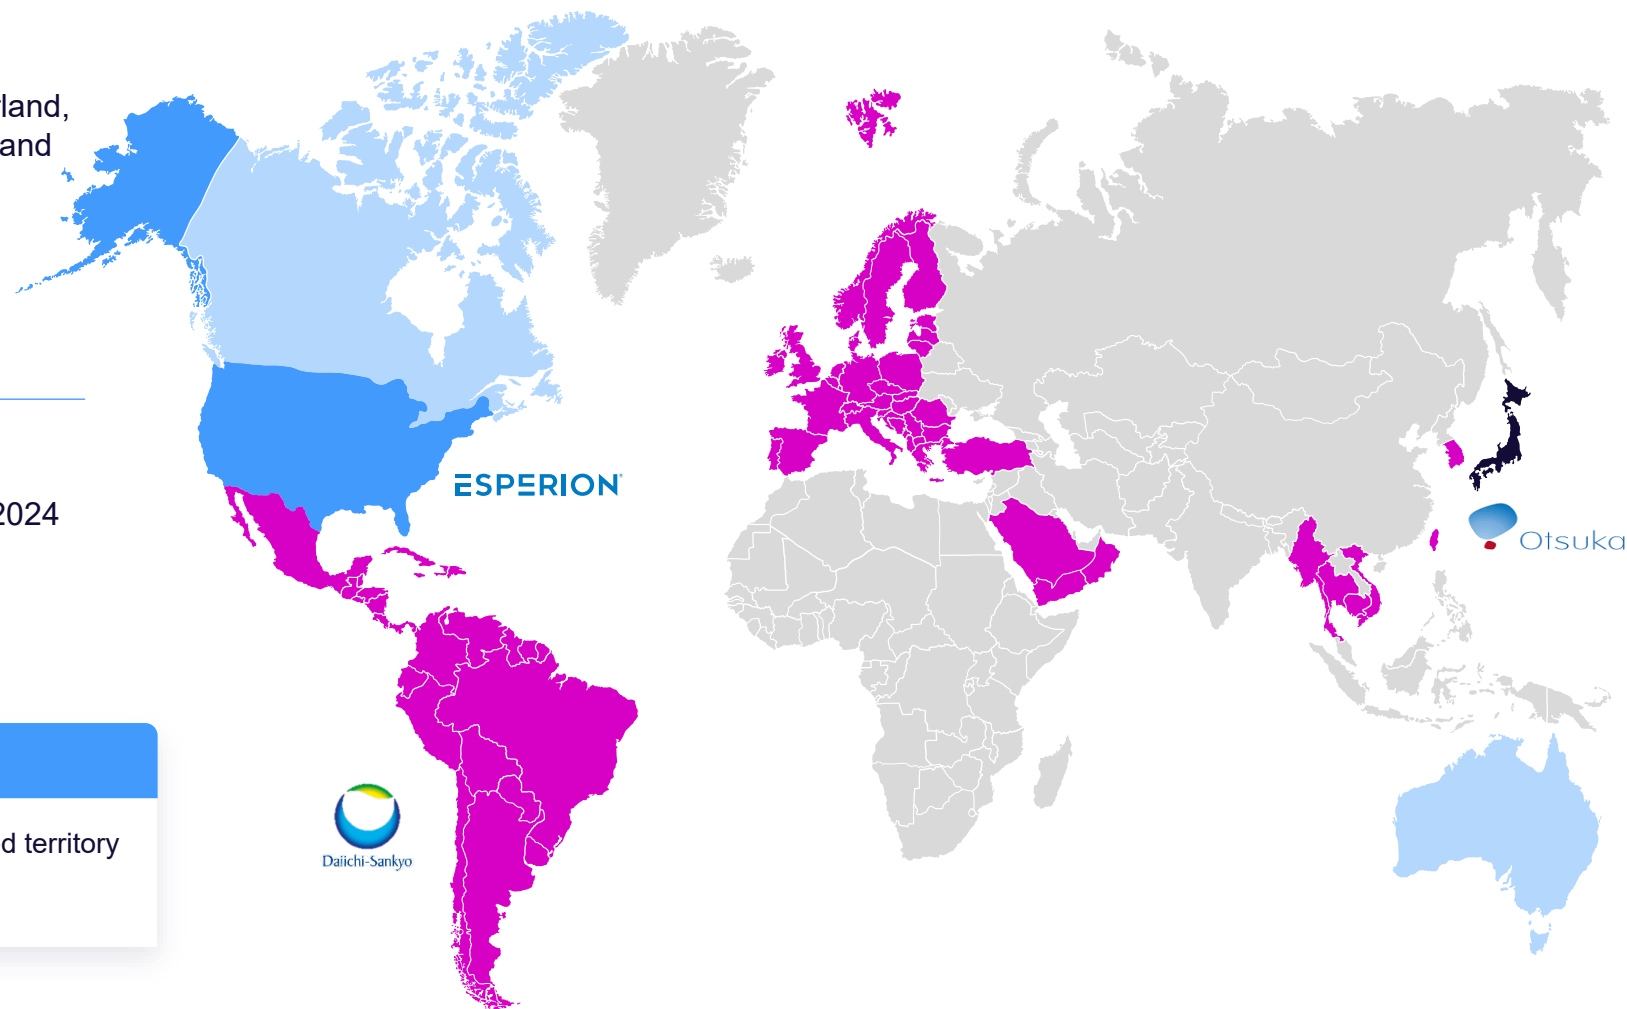 land,
and
2024
d territory
ESPERION
Daiichi-Sankyo
Otsuka